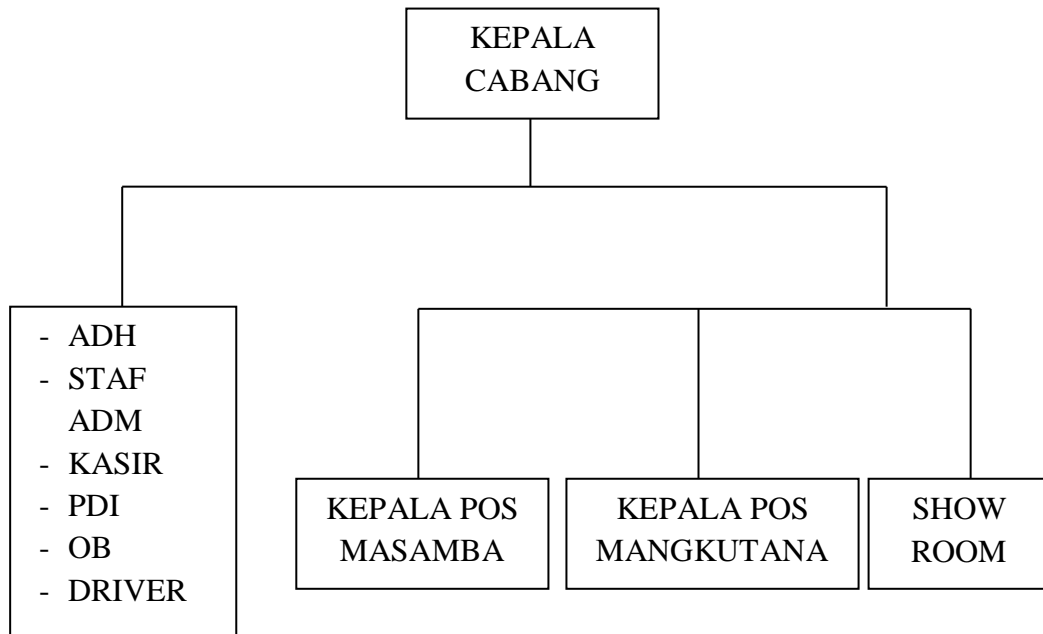 KEPALA
CABANG
- ADH
- STAF
ADM
- KASIR
- PDI
- OB
- DRIVER
KEPALA POS
MASAMBA
KEPALA POS
MANGKUTANA
SHOW
ROOM